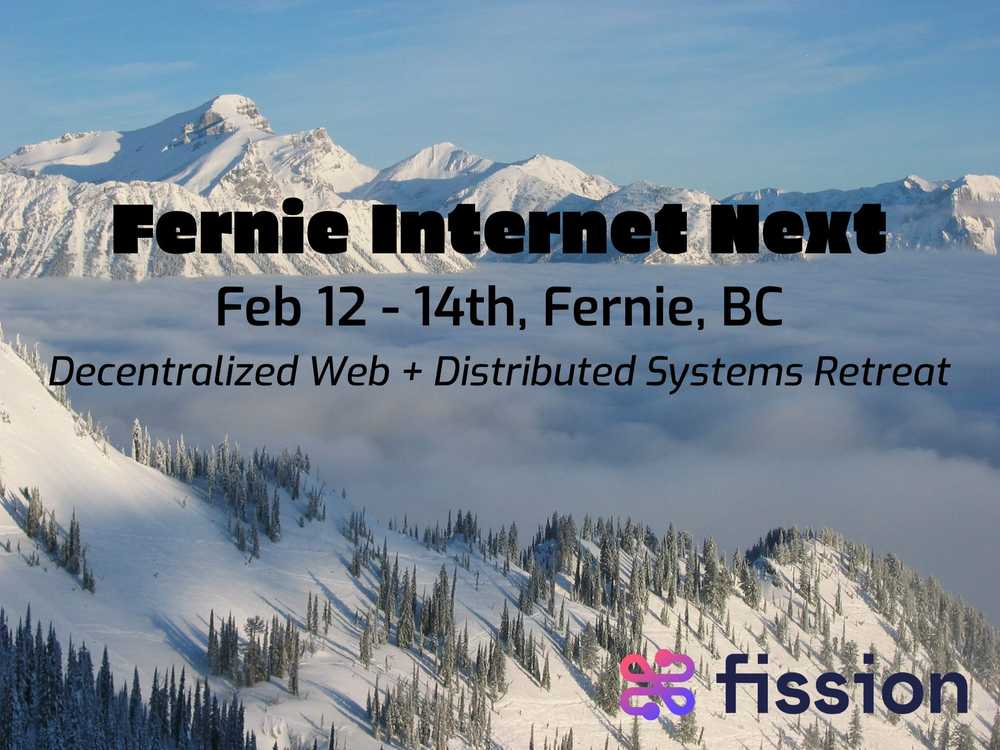 Fernie Internet Next
Feb 12 - 14th, Fernie, BC
Decentralized Web + Distributed Systems Retreat
fission